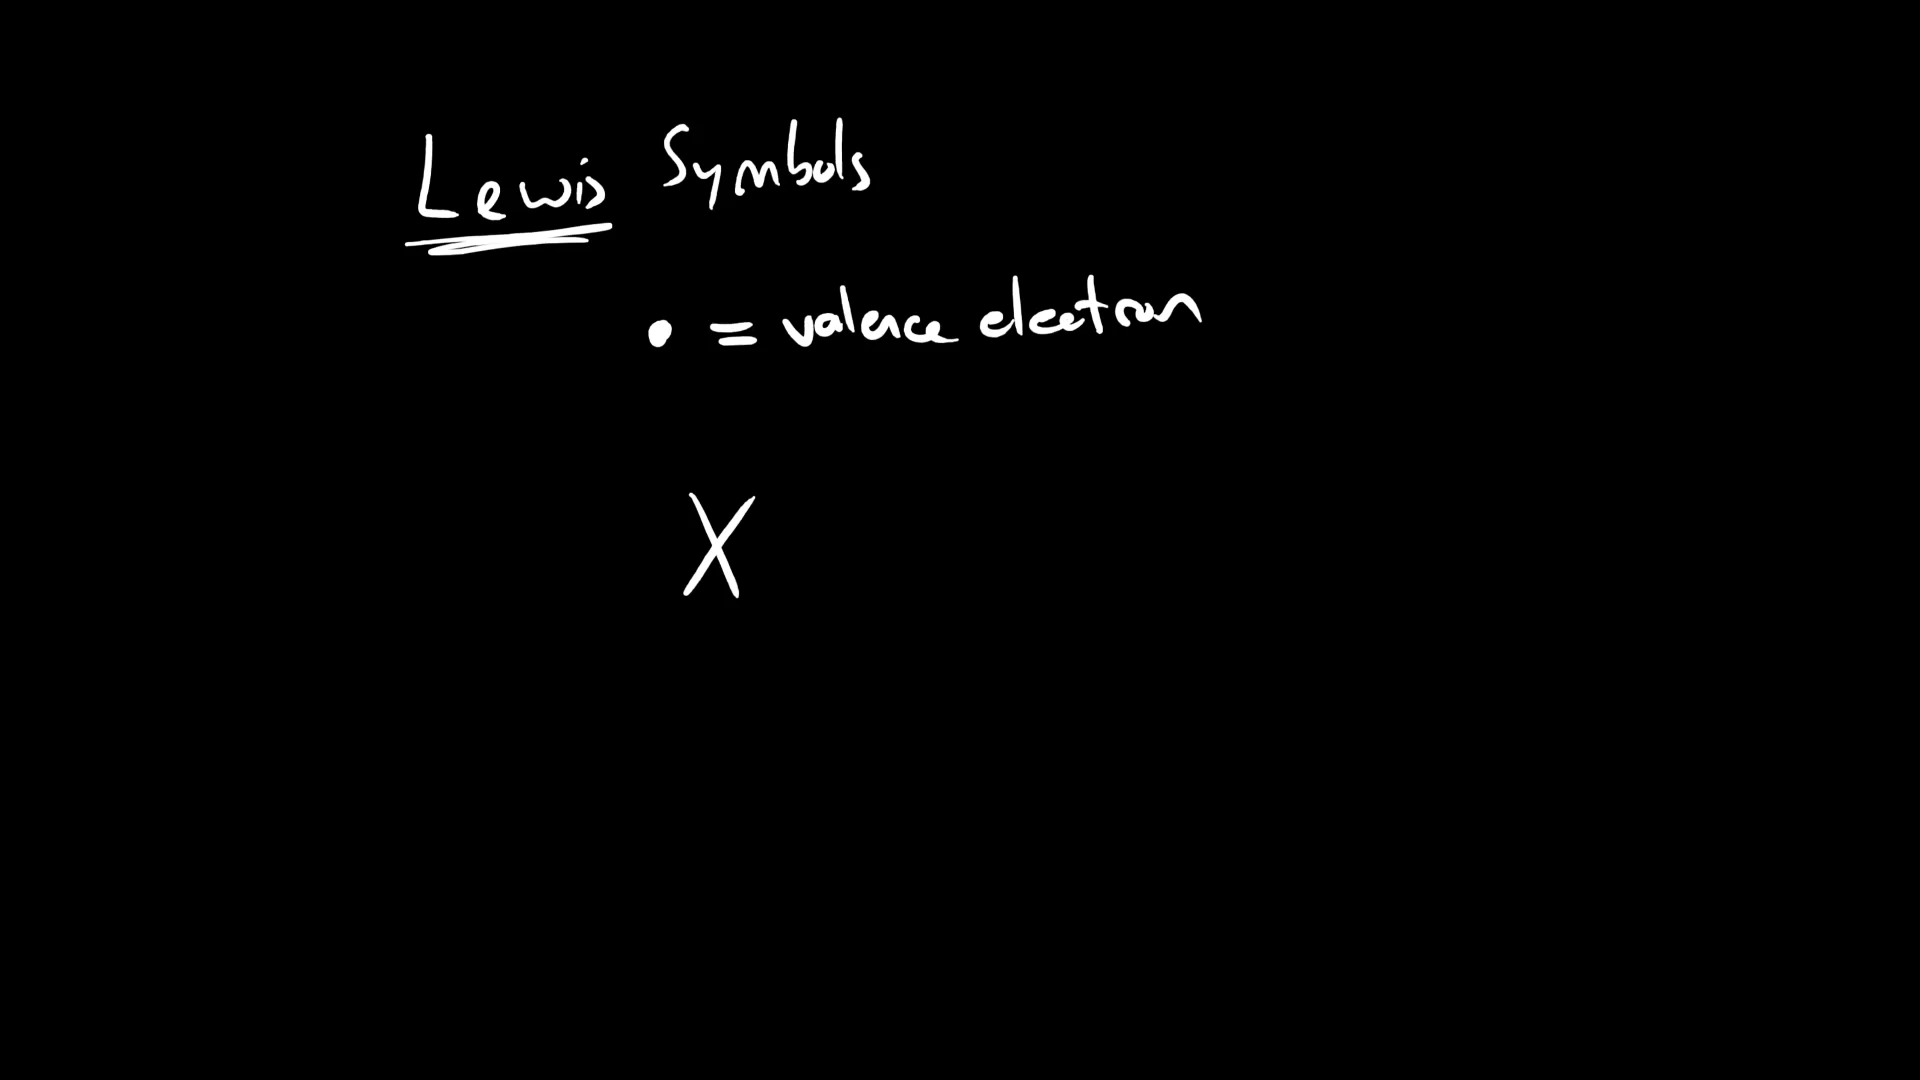 Lewis Symbols
• = valence electron
X